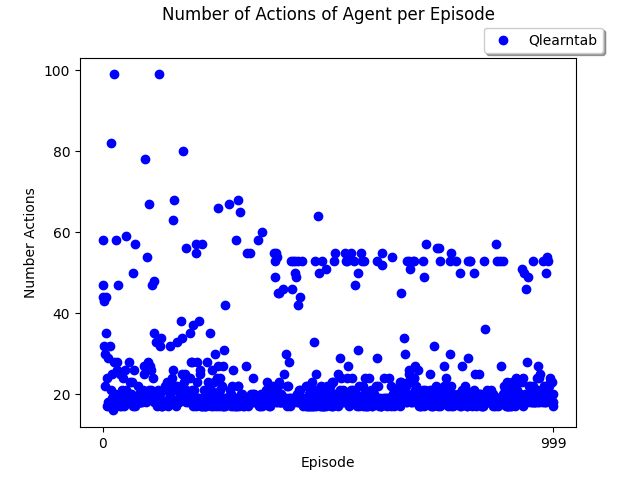 Number of Actions of Agent per Episode
Qlearntab
100
80
60
40
20
Number Actions
0
999
Episode